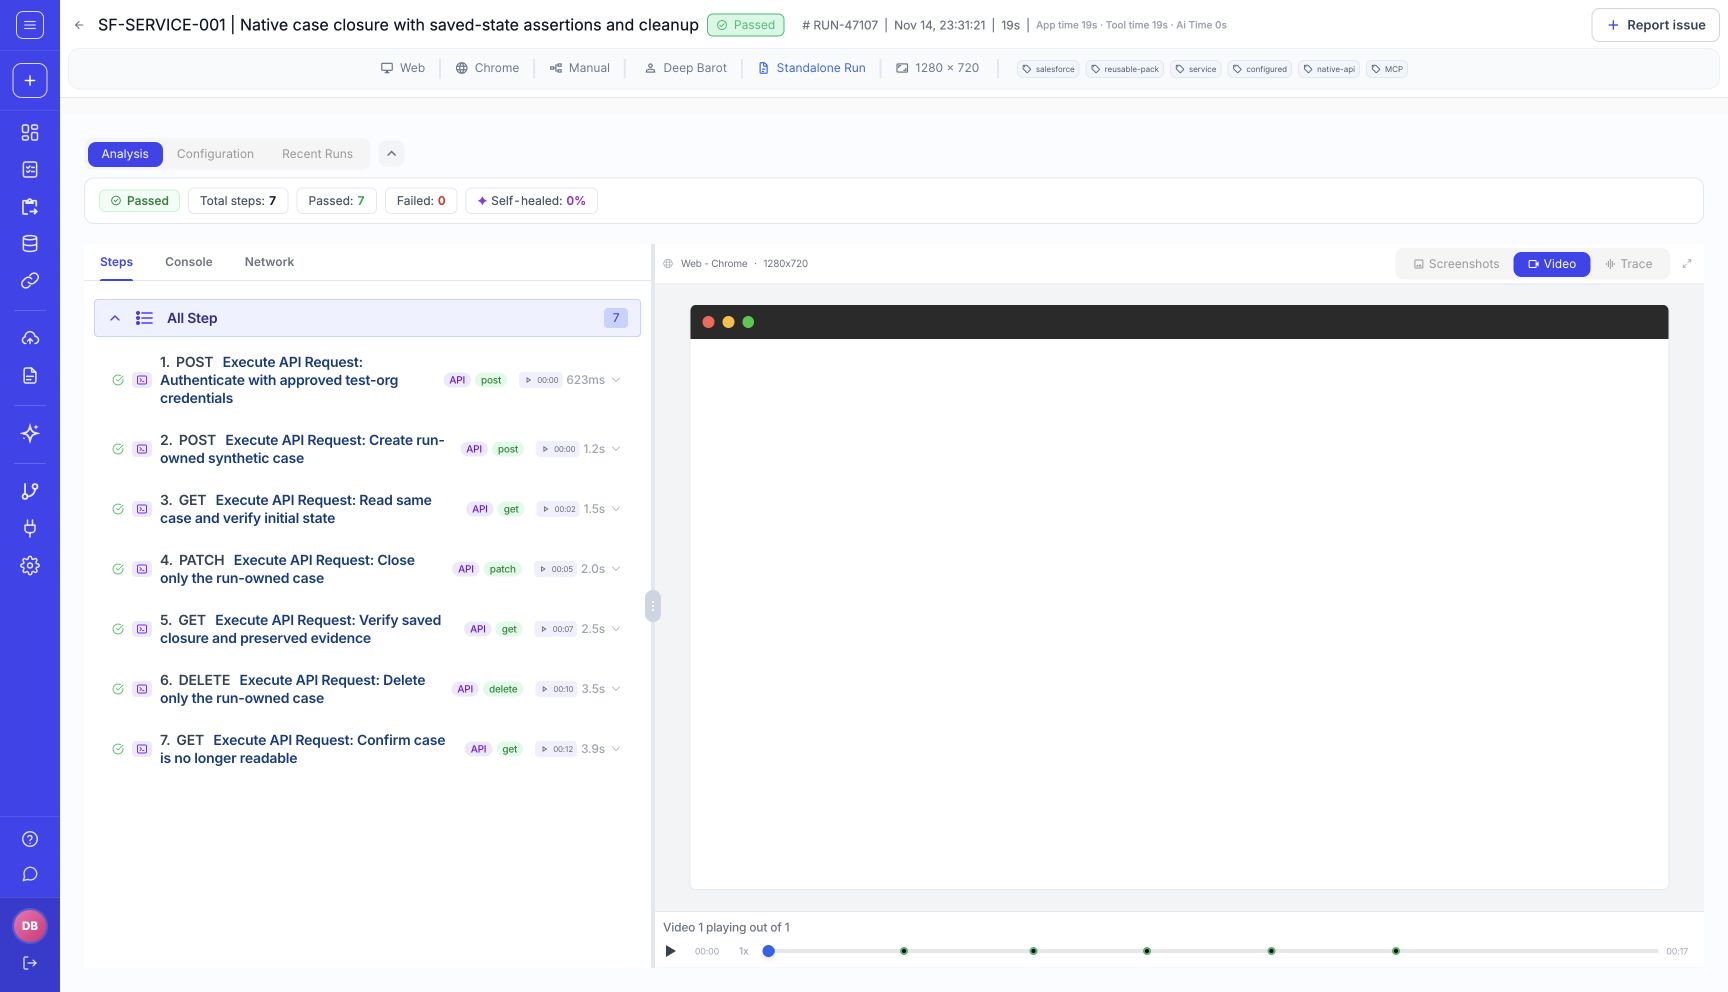 SF-SERVICE-001 | Native case closure with saved-state assertions and cleanup
Passed
# RUN-47107 | Nov 14, 23:31:21 | 19s | App time 19s · Tool time 19s · Ai Time 0s
Report issue
Web
Chrome
Manual
Deep Barot
Standalone Run
1280 × 720
salesforce
reusable-pack
service
configured
native-api
MCP
Analysis
Configuration
Recent Runs
Passed
Total steps: 7
Passed: 7
Failed: 0
Self-healed: 0%
Steps
Console
Network
All Step
7
1. POST Execute API Request:
Authenticate with approved test-org
credentials
API post 00:00 623ms
2. POST Execute API Request: Create run-
owned synthetic case
API post 00:00 1.2s
3. GET Execute API Request: Read same
case and verify initial state
API get 00:02 1.5s
4. PATCH Execute API Request: Close
only the run-owned case
API patch 00:05 2.0s
5. GET Execute API Request: Verify saved
closure and preserved evidence
API get 00:07 2.5s
6. DELETE Execute API Request: Delete
only the run-owned case
API delete 00:10 3.5s
7. GET Execute API Request: Confirm case
is no longer readable
API get 00:12 3.9s
Web - Chrome · 1280x720
Screenshots
Video
Trace
Video 1 playing out of 1
00:00 1x
00:17
DB